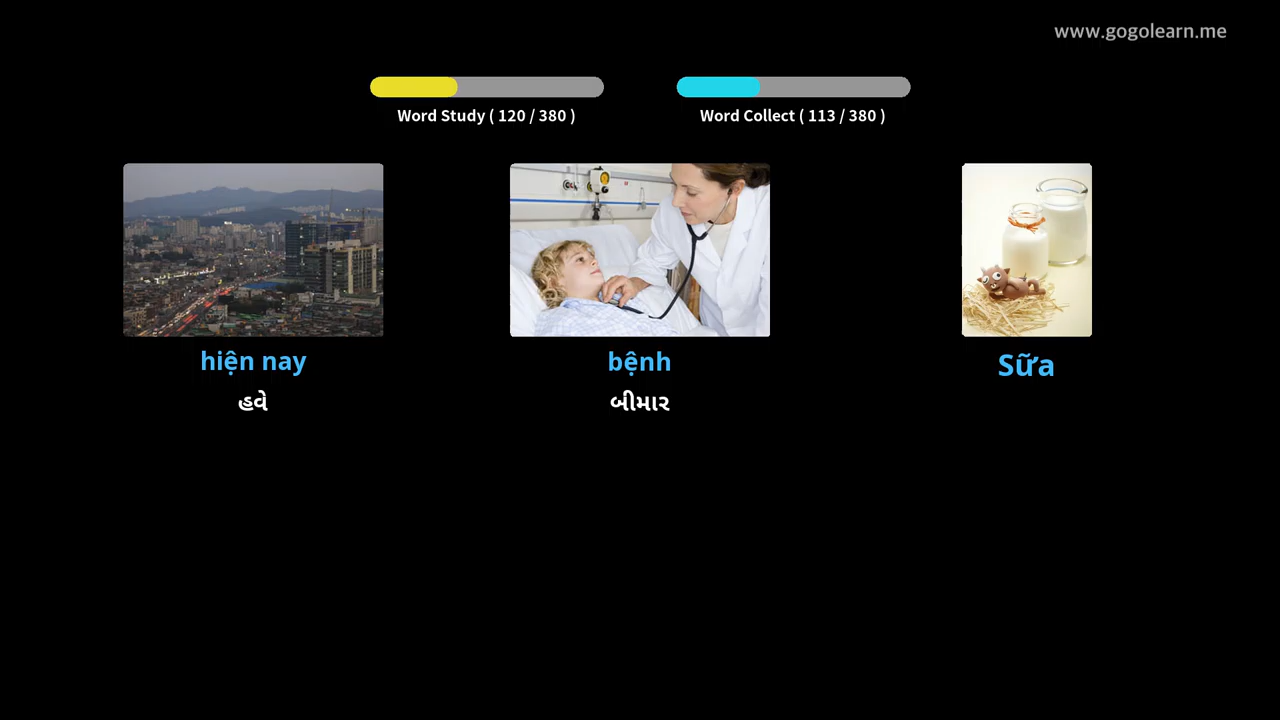 www.gogolearn.me
Word Study ( 120 / 380 )
Word Collect ( 113 / 380 )
hiện nay
હવે
bệnh
બીમાર
Sữa